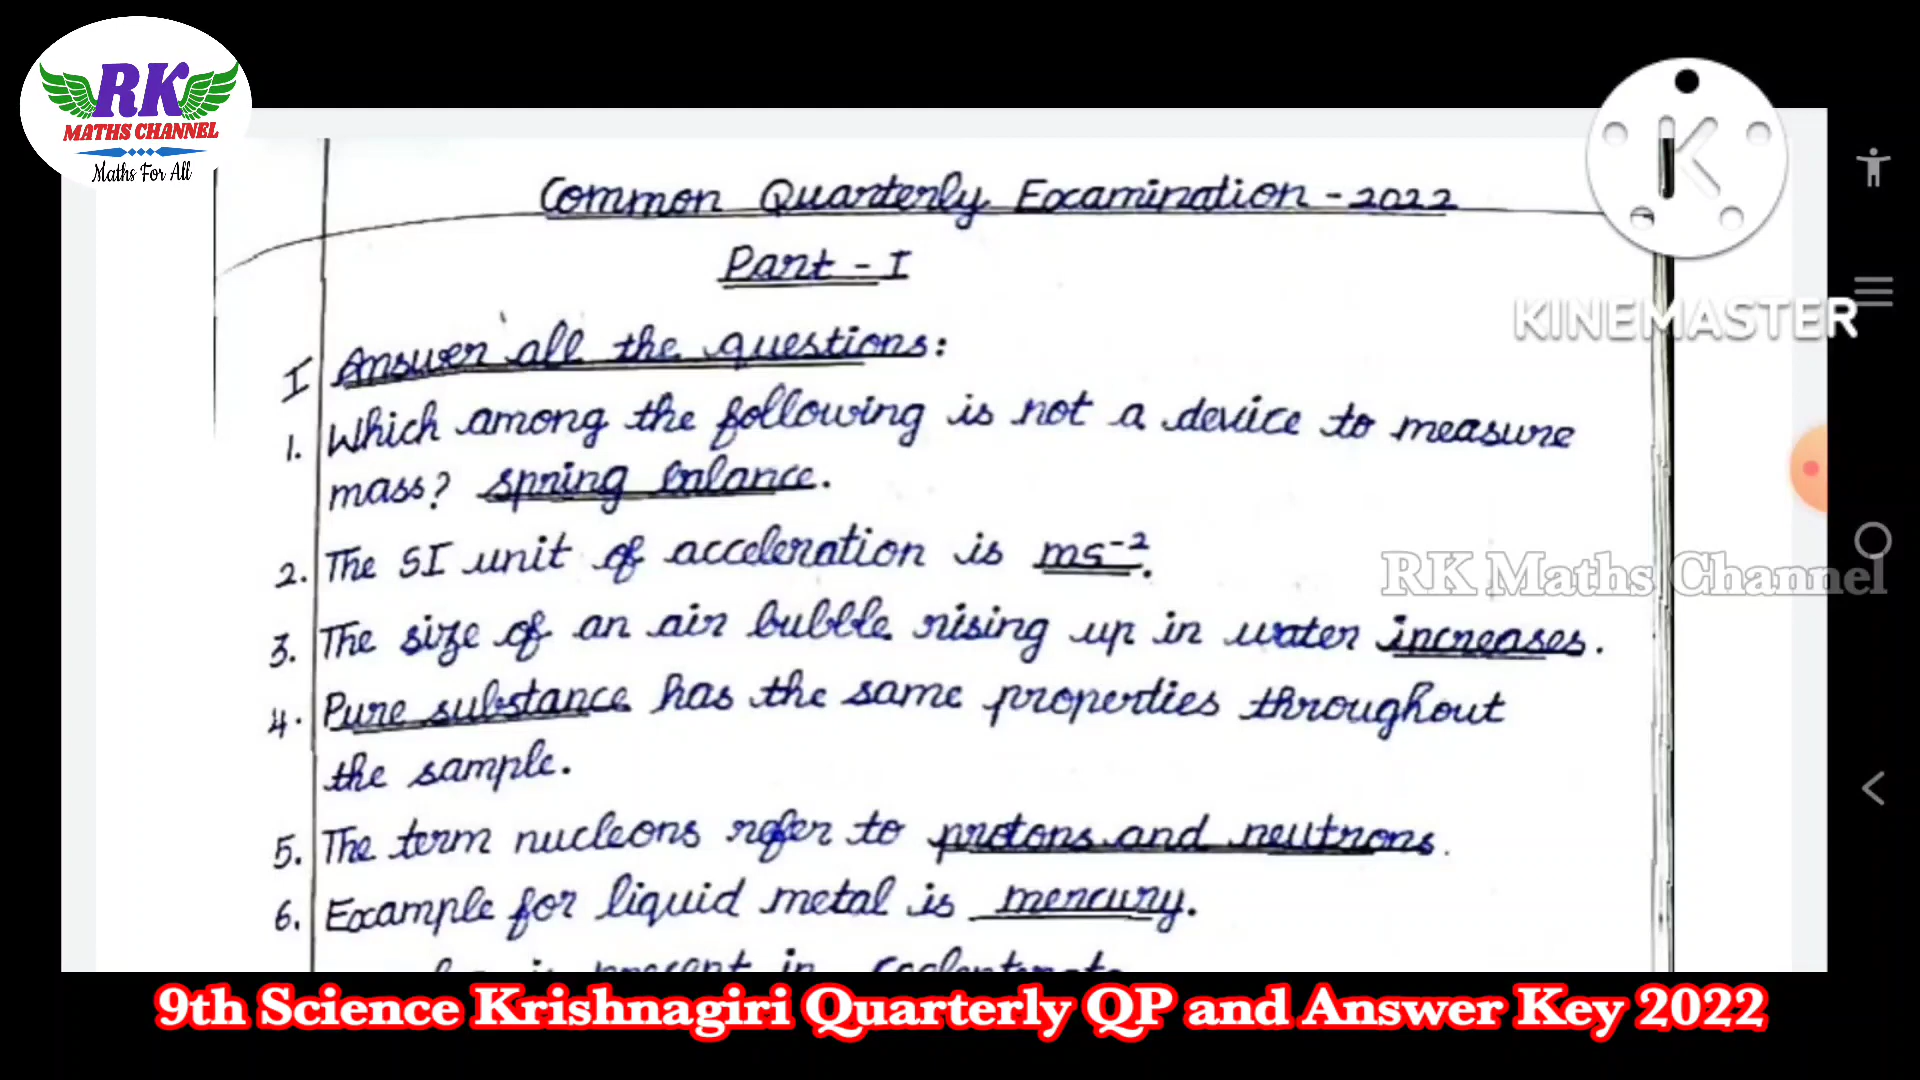 RK
MATHS CHANNEL
Maths For All
K
KINEMASTER
Common Quarterly Examination - 2022
Part - I
I Answer all the questions:
1. Which among the following is not a device to measure
mass? spring balance.
2. The SI unit of acceleration is ms⁻².
RK Maths Channel
3. The size of an air bubble rising up in water increases.
4. Pure substance has the same properties throughout
the sample.
5. The term nucleons refer to protons and neutrons.
6. Example for liquid metal is mercury.
is present in
9th Science Krishnagiri Quarterly QP and Answer Key 2022